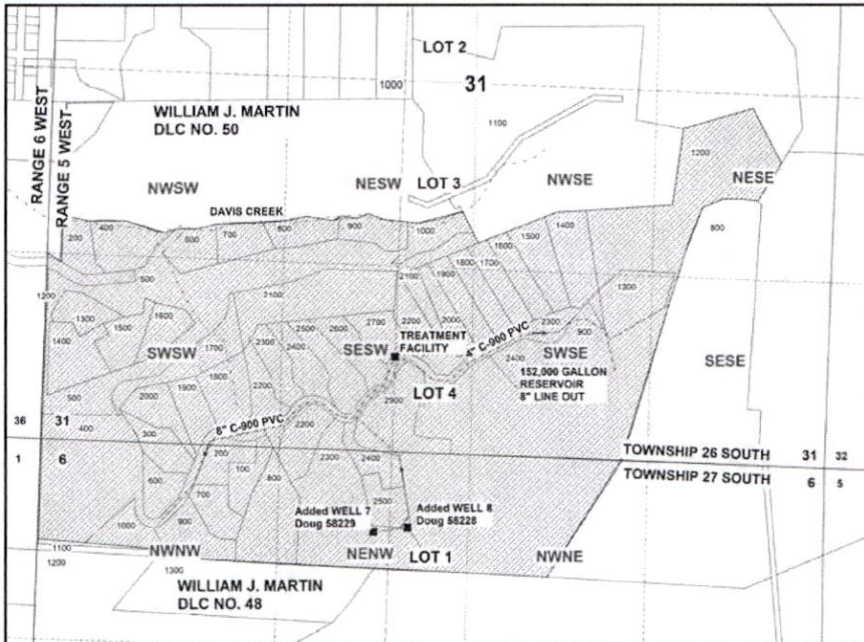 LOT 2
1000
31
WILLIAM J. MARTIN
DLC NO. 50
1100
RANGE 6 WEST
RANGE 5 WEST
1200
NWSW
NESW
LOT 3
NWSE
NESE
DAVIS CREEK
200
400
600
700
800
900
1000
1600
1500
1400
800
500
2100
2100
1900
1800
1700
1300
1200
1300
1500
1600
1400
2300
2500
2600
2700
2200
2000
2300
900
TREATMENT
FACILITY
4" C-900 PVC
SWSW
1700
2400
SESW
2400
SWSE
SESE
1800
1600
2200
2000
152,000 GALLON
RESERVOIR
8" LINE OUT
LOT 4
2900
500
400
300
8" C-900 PVC
2200
36
31
1
6
200
100
800
2300
2400
TOWNSHIP 26 SOUTH
31
32
TOWNSHIP 27 SOUTH
6
5
600
700
2500
Added WELL 7
Doug 58229
Added WELL 8
Doug 58228
1000
900
1100
1200
NWNW
1300
NENW
LOT 1
NWNE
WILLIAM J. MARTIN
DLC NO. 48